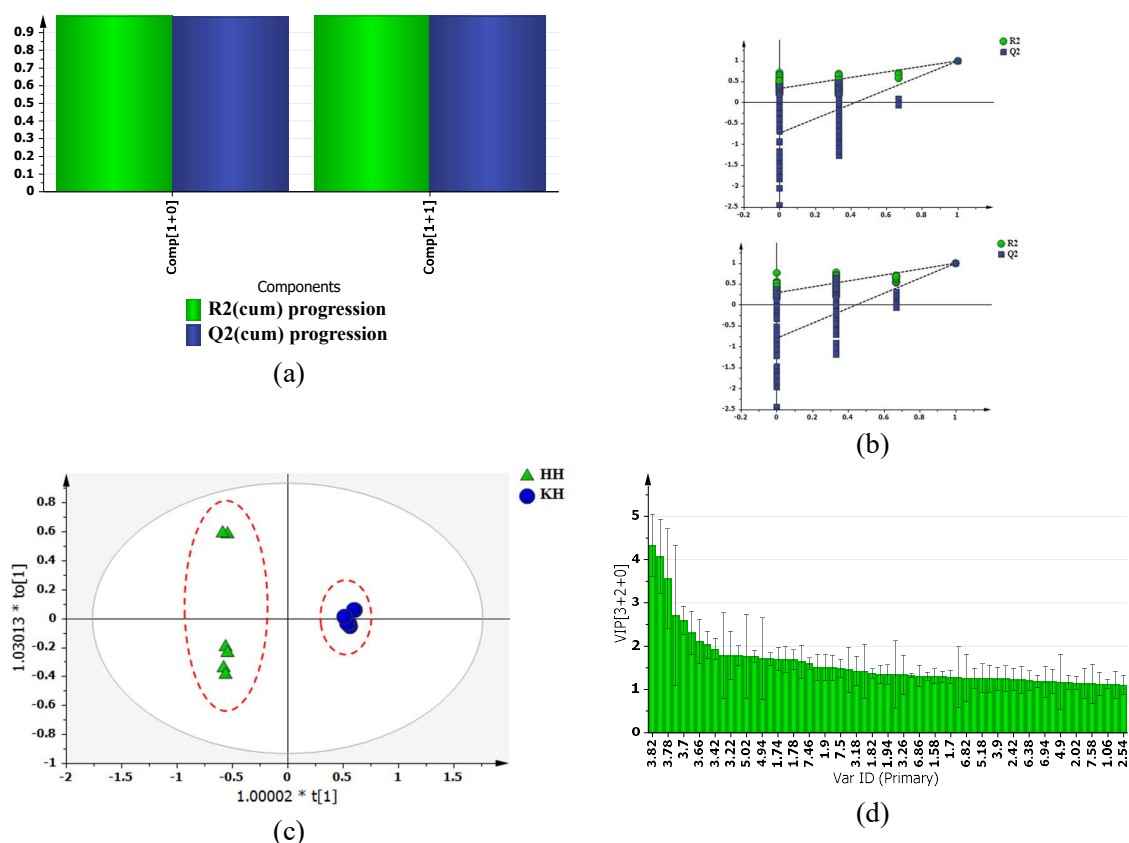 0.9
0.8
0.7
0.6
0.5
0.4
0.3
0.2
0.1
0
Comp[1+0]
Comp[1+1]
Components
R2(cum) progression
Q2(cum) progression
(a)
R2
Q2
1
0.5
0
-0.5
-1
-1.5
-2
-2.5
-0.2 0 0.2 0.4 0.6 0.8 1
R2
Q2
1
0.5
0
-0.5
-1
-1.5
-2
-2.5
-0.2 0 0.2 0.4 0.6 0.8 1
(b)
HH
KH
1.03013 * to[1]
0.8
0.6
0.4
0.2
0
-0.2
-0.4
-0.6
-0.8
-1
-2 -1.5 -1 -0.5 0 0.5 1 1.5
1.00002 * t[1]
(c)
VIP[3+2+0]
5
4
3
2
1
0
3.82 3.78 3.7 3.66 3.42 3.22 5.02 4.94 1.74 1.78 7.46 1.9 7.5 3.18 1.82 1.94 3.26 6.86 1.58 1.7 6.82 5.18 3.9 2.42 6.38 6.94 4.9 2.02 7.58 1.06 2.54
Var ID (Primary)
(d)